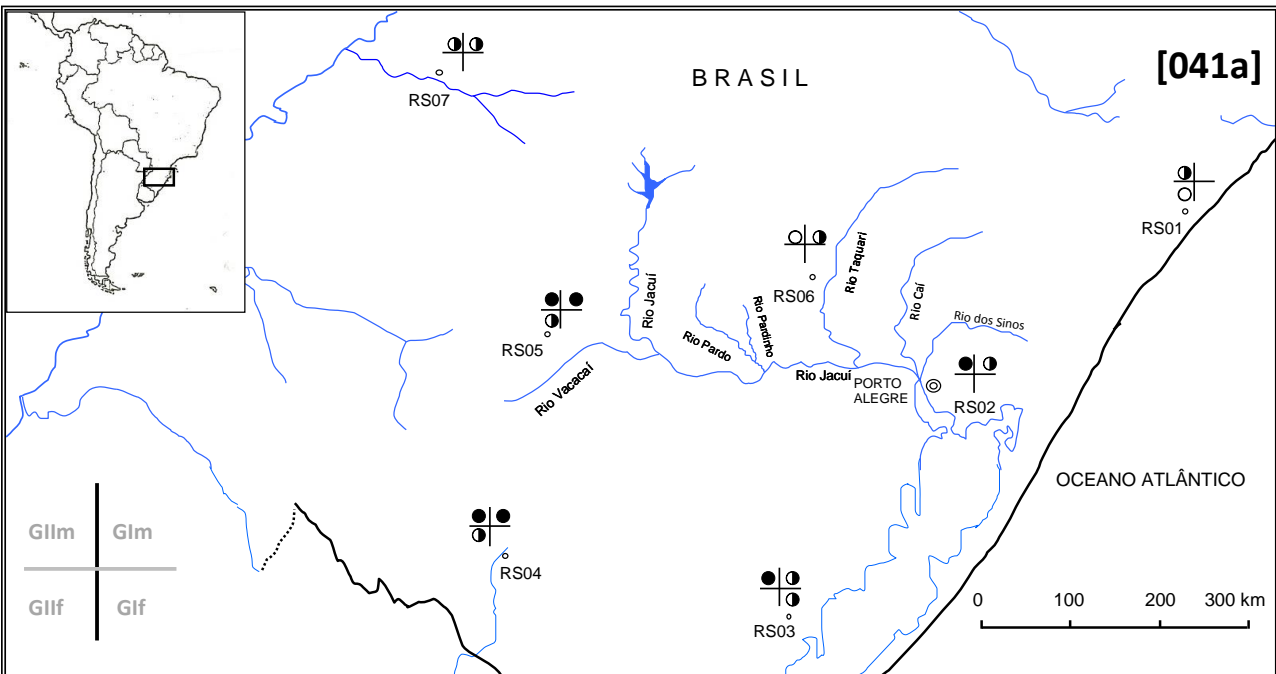 [041a]
BRASIL
RS07
RS01
RS06
Rio Taquari
Rio Jacuí
Rio Caí
Rio Pardinho
Rio dos Sinos
RS05
Rio Pardo
Rio Vacacaí
Rio Jacuí
PORTO
ALEGRE
RS02
OCEANO ATLÂNTICO
GIIm
GIm
GIIf
GIf
RS04
RS03
0
100
200
300 km